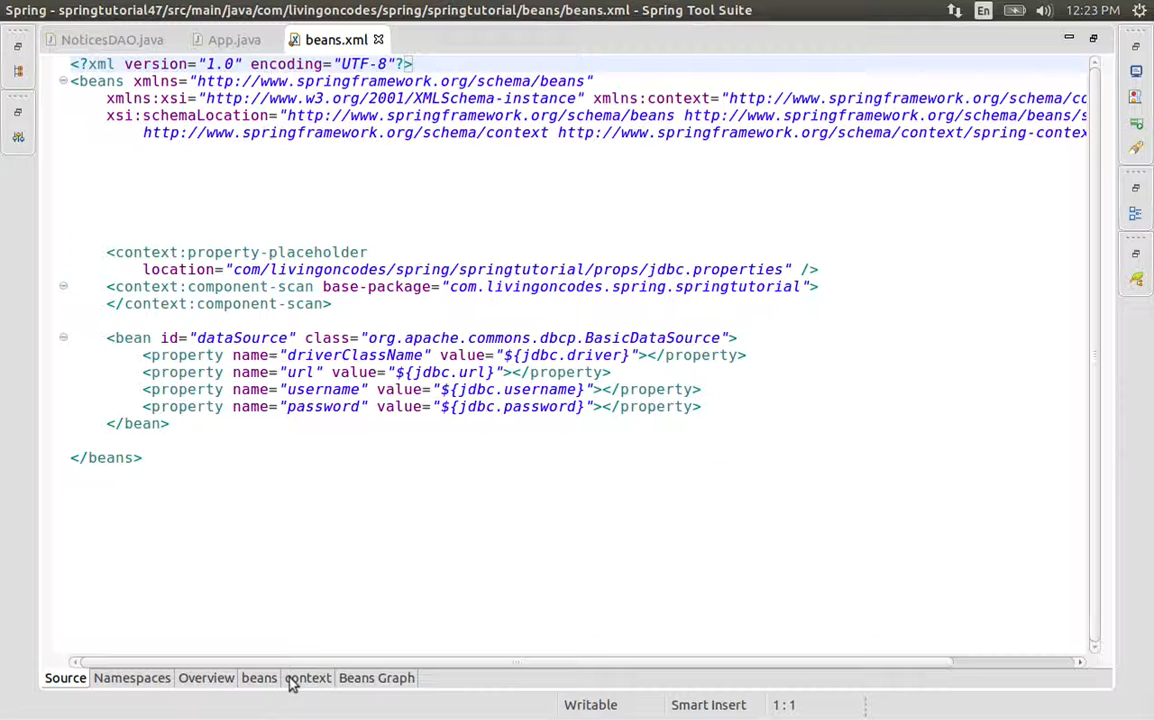 Spring - springtutorial47/src/main/java/com/livingoncodes/spring/springtutorial/beans/beans.xml - Spring Tool Suite
En
12:23 PM
NoticesDAO.java
App.java
beans.xml
<?xml version="1.0" encoding="UTF-8"?>
<beans xmlns="http://www.springframework.org/schema/beans"
xmlns:xsi="http://www.w3.org/2001/XMLSchema-instance" xmlns:context="http://www.springframework.org/schema/co
xsi:schemaLocation="http://www.springframework.org/schema/beans http://www.springframework.org/schema/beans/s
http://www.springframework.org/schema/context http://www.springframework.org/schema/context/spring-contex
<context:property-placeholder
location="com/livingoncodes/spring/springtutorial/props/jdbc.properties" />
<context:component-scan base-package="com.livingoncodes.spring.springtutorial">
</context:component-scan>
<bean id="dataSource" class="org.apache.commons.dbcp.BasicDataSource">
<property name="driverClassName" value="${jdbc.driver}"></property>
<property name="url" value="${jdbc.url}"></property>
<property name="username" value="${jdbc.username}"></property>
<property name="password" value="${jdbc.password}"></property>
</bean>
</beans>
Source Namespaces Overview beans context Beans Graph
Writable Smart Insert 1 : 1